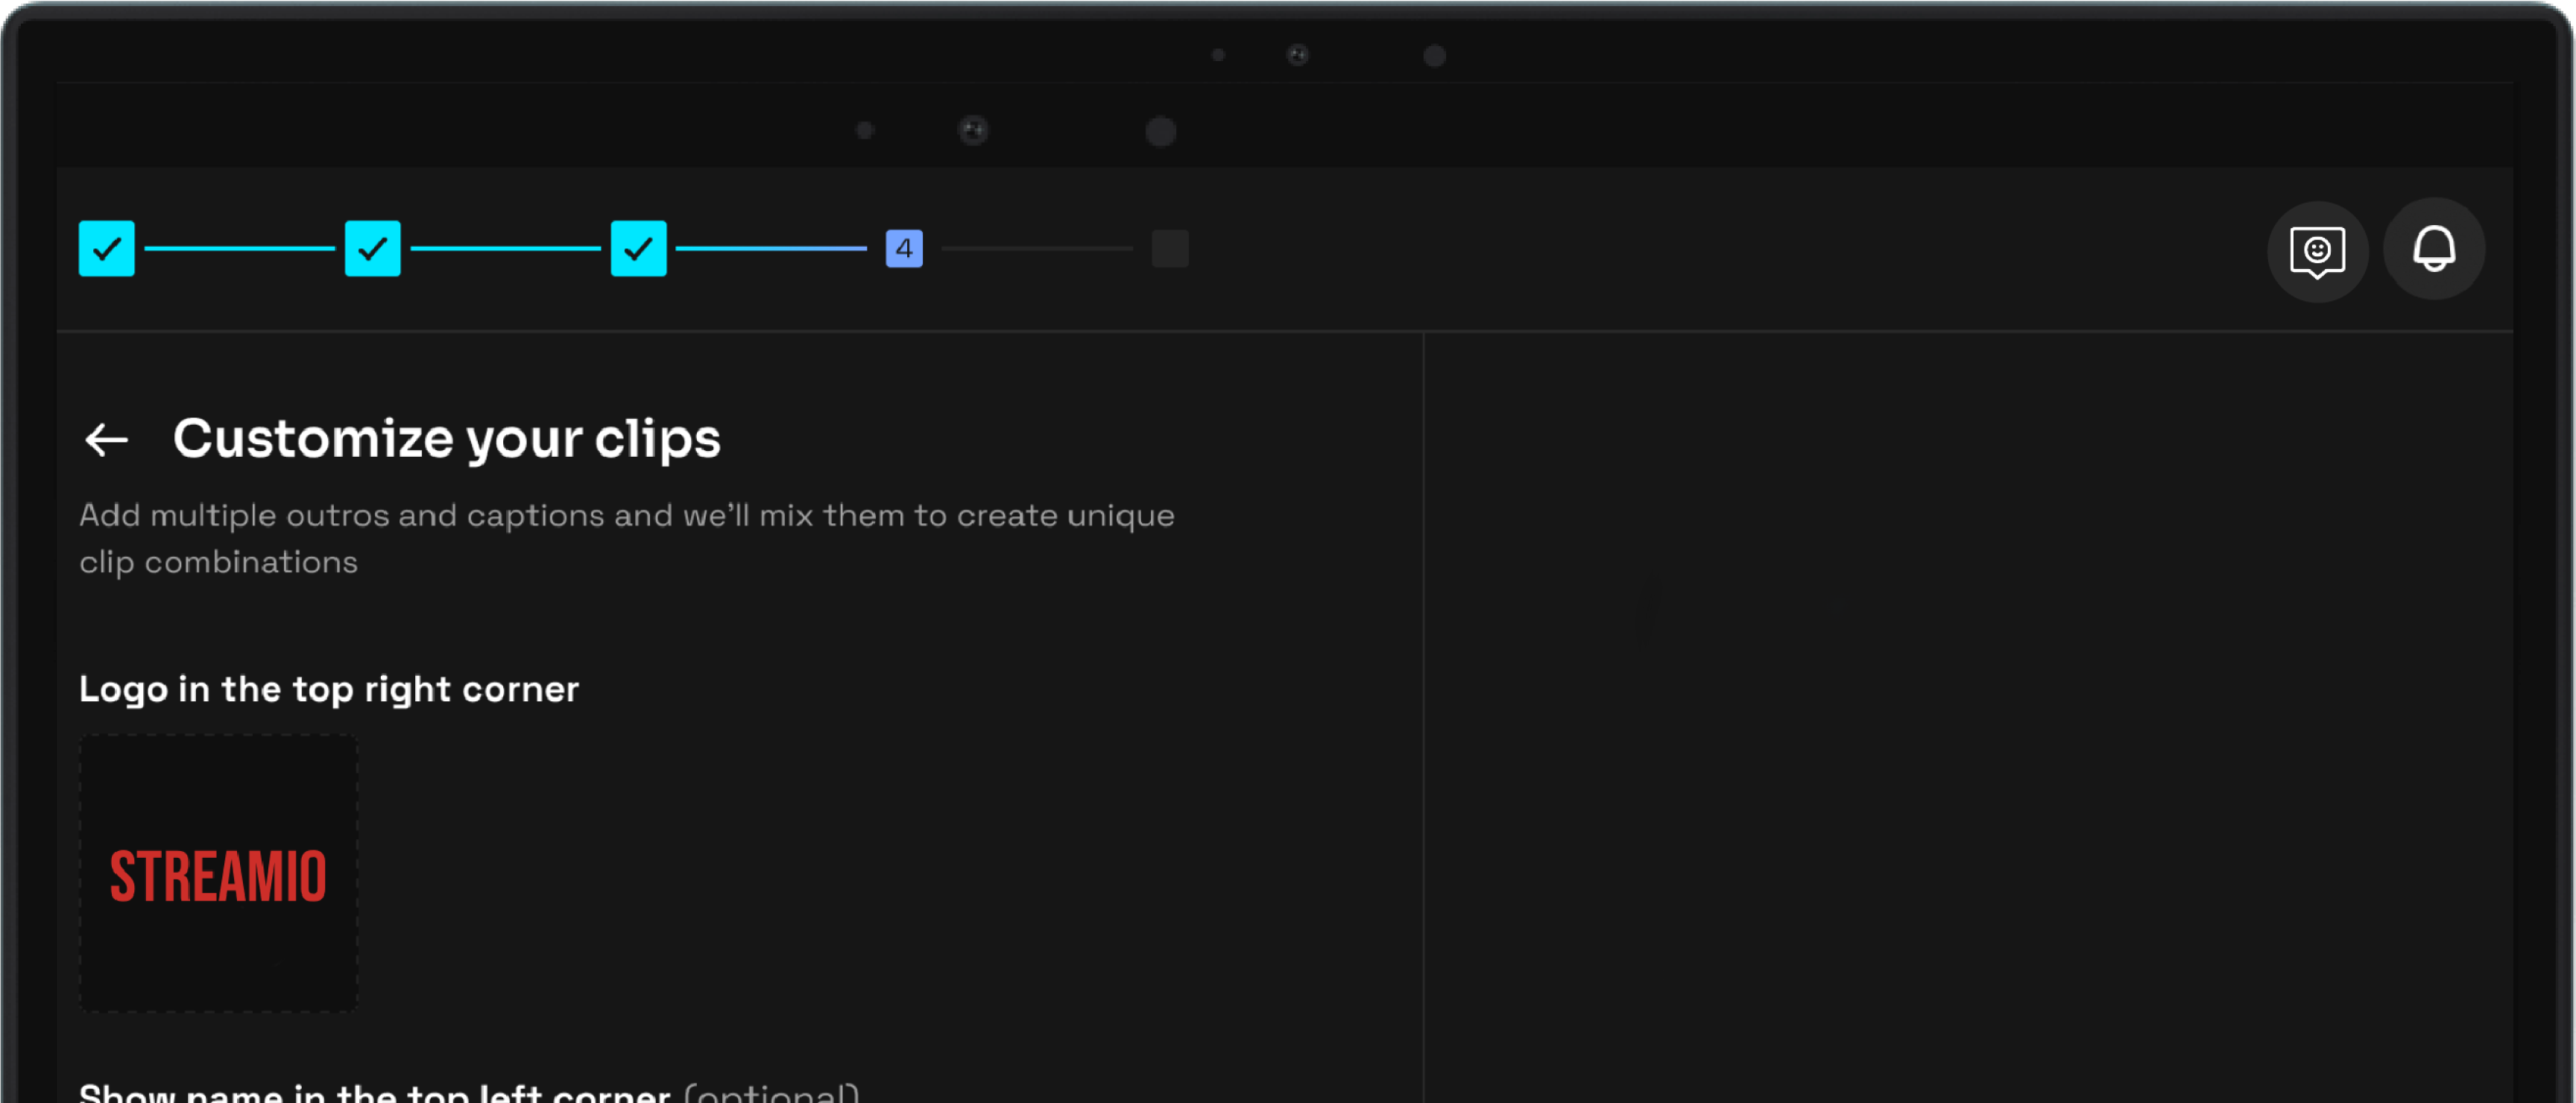 4
Customize your clips
Add multiple outros and captions and we'll mix them to create unique
clip combinations
Logo in the top right corner
STREAMIO
Show name in the top left corner (optional)